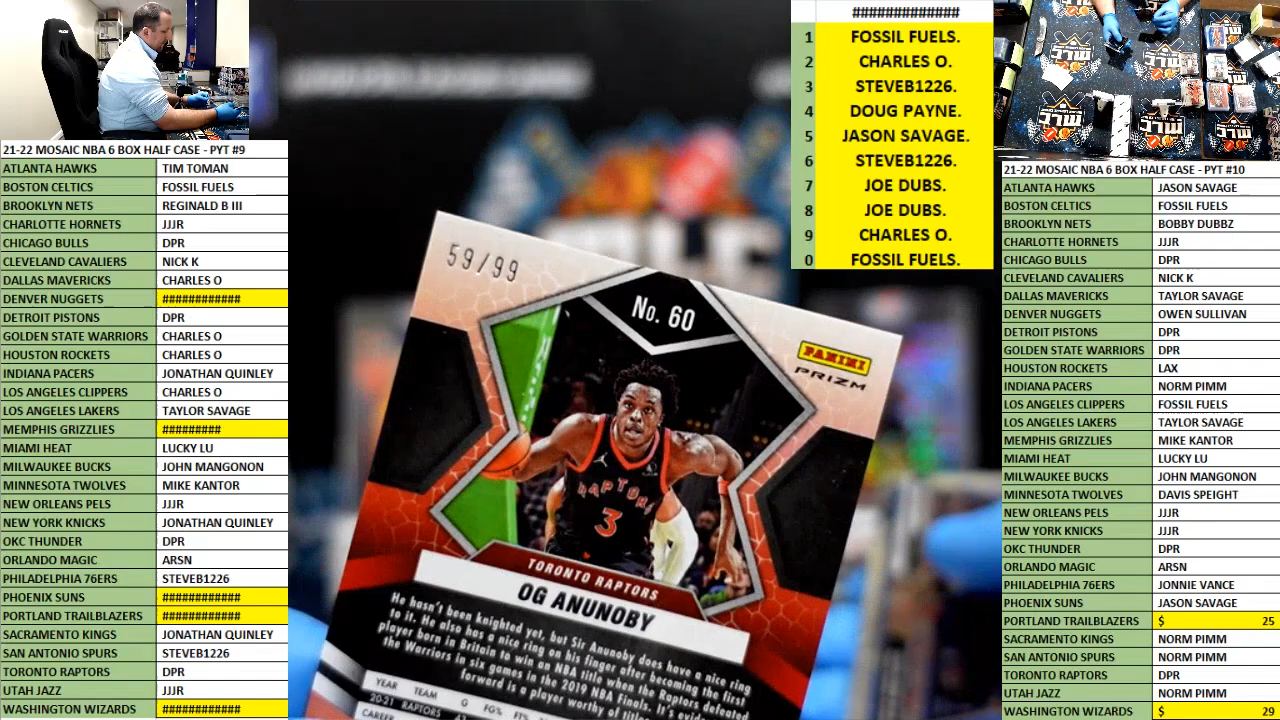 21-22 MOSAIC NBA 6 BOX HALF CASE - PYT #9
ATLANTA HAWKS TIM TOMAN
BOSTON CELTICS FOSSIL FUELS
BROOKLYN NETS REGINALD B III
CHARLOTTE HORNETS JJJR
CHICAGO BULLS DPR
CLEVELAND CAVALIERS NICK K
DALLAS MAVERICKS CHARLES O
DENVER NUGGETS ############
DETROIT PISTONS DPR
GOLDEN STATE WARRIORS CHARLES O
HOUSTON ROCKETS CHARLES O
INDIANA PACERS JONATHAN QUINLEY
LOS ANGELES CLIPPERS CHARLES O
LOS ANGELES LAKERS TAYLOR SAVAGE
MEMPHIS GRIZZLIES #########
MIAMI HEAT LUCKY LU
MILWAUKEE BUCKS JOHN MANGONON
MINNESOTA TWOLVES MIKE KANTOR
NEW ORLEANS PELS JJJR
NEW YORK KNICKS JONATHAN QUINLEY
OKC THUNDER DPR
ORLANDO MAGIC ARSN
PHILADELPHIA 76ERS STEVEB1226
PHOENIX SUNS ############
PORTLAND TRAILBLAZERS ############
SACRAMENTO KINGS JONATHAN QUINLEY
SAN ANTONIO SPURS STEVEB1226
TORONTO RAPTORS DPR
UTAH JAZZ JJJR
WASHINGTON WIZARDS ############
59/99
No. 60
PANINI
PRIZM
RAPTORS
3
TORONTO RAPTORS
OG ANUNOBY
He hasn't been knighted yet, but Sir Anunoby does have a nice ring
to it. He also has a nice ring on his finger after becoming the first
player born in Britain to win an NBA title when the Raptors defeated
the Warriors in six games in the 2019 NBA Finals. It's evident
forward is a player worthy of
YEAR TEAM G FG%
20-21 RAPTORS
CAREER
#############
1 FOSSIL FUELS.
2 CHARLES O.
3 STEVEB1226.
4 DOUG PAYNE.
5 JASON SAVAGE.
6 STEVEB1226.
7 JOE DUBS.
8 JOE DUBS.
9 CHARLES O.
0 FOSSIL FUELS.
21-22 MOSAIC NBA 6 BOX HALF CASE - PYT #10
ATLANTA HAWKS JASON SAVAGE
BOSTON CELTICS FOSSIL FUELS
BROOKLYN NETS BOBBY DUBBZ
CHARLOTTE HORNETS JJJR
CHICAGO BULLS DPR
CLEVELAND CAVALIERS NICK K
DALLAS MAVERICKS TAYLOR SAVAGE
DENVER NUGGETS OWEN SULLIVAN
DETROIT PISTONS DPR
GOLDEN STATE WARRIORS DPR
HOUSTON ROCKETS LAX
INDIANA PACERS NORM PIMM
LOS ANGELES CLIPPERS FOSSIL FUELS
LOS ANGELES LAKERS TAYLOR SAVAGE
MEMPHIS GRIZZLIES MIKE KANTOR
MIAMI HEAT LUCKY LU
MILWAUKEE BUCKS JOHN MANGONON
MINNESOTA TWOLVES DAVIS SPEIGHT
NEW ORLEANS PELS JJJR
NEW YORK KNICKS JJJR
OKC THUNDER DPR
ORLANDO MAGIC ARSN
PHILADELPHIA 76ERS JONNIE VANCE
PHOENIX SUNS JASON SAVAGE
PORTLAND TRAILBLAZERS $ 25
SACRAMENTO KINGS NORM PIMM
SAN ANTONIO SPURS NORM PIMM
TORONTO RAPTORS DPR
UTAH JAZZ NORM PIMM
WASHINGTON WIZARDS $ 29